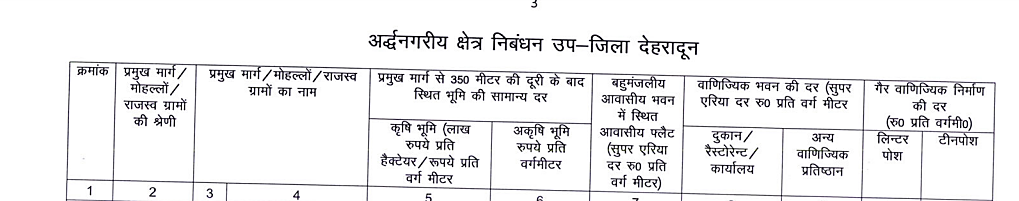 3
अर्द्धनगरीय क्षेत्र निबंधन उप–जिला देहरादून
क्रमांक
प्रमुख मार्ग/
मोहल्लों/
राजस्व ग्रामों
की श्रेणी
प्रमुख मार्ग/मोहल्लों/राजस्व
ग्रामों का नाम
प्रमुख मार्ग से 350 मीटर की दूरी के बाद
स्थित भूमि की सामान्य दर
कृषि भूमि (लाख
रुपये प्रति
हैक्टेयर/रूपये प्रति
वर्ग मीटर
अकृषि भूमि
रुपये प्रति
वर्गमीटर
बहुमंजलीय
आवासीय भवन
में स्थित
आवासीय फ्लैट
(सुपर एरिया
दर रु0 प्रति
वर्ग मीटर)
वाणिज्यिक भवन की दर (सुपर
एरिया दर रु0 प्रति वर्ग मीटर
दुकान/
रैस्टोरेन्ट/
कार्यालय
अन्य
वाणिज्यिक
प्रतिष्ठान
गैर वाणिज्यिक निर्माण
की दर
(रु0 प्रति वर्गमी0)
लिन्टर
पोश
टीनपोश
1 2 3 4 5 6 7